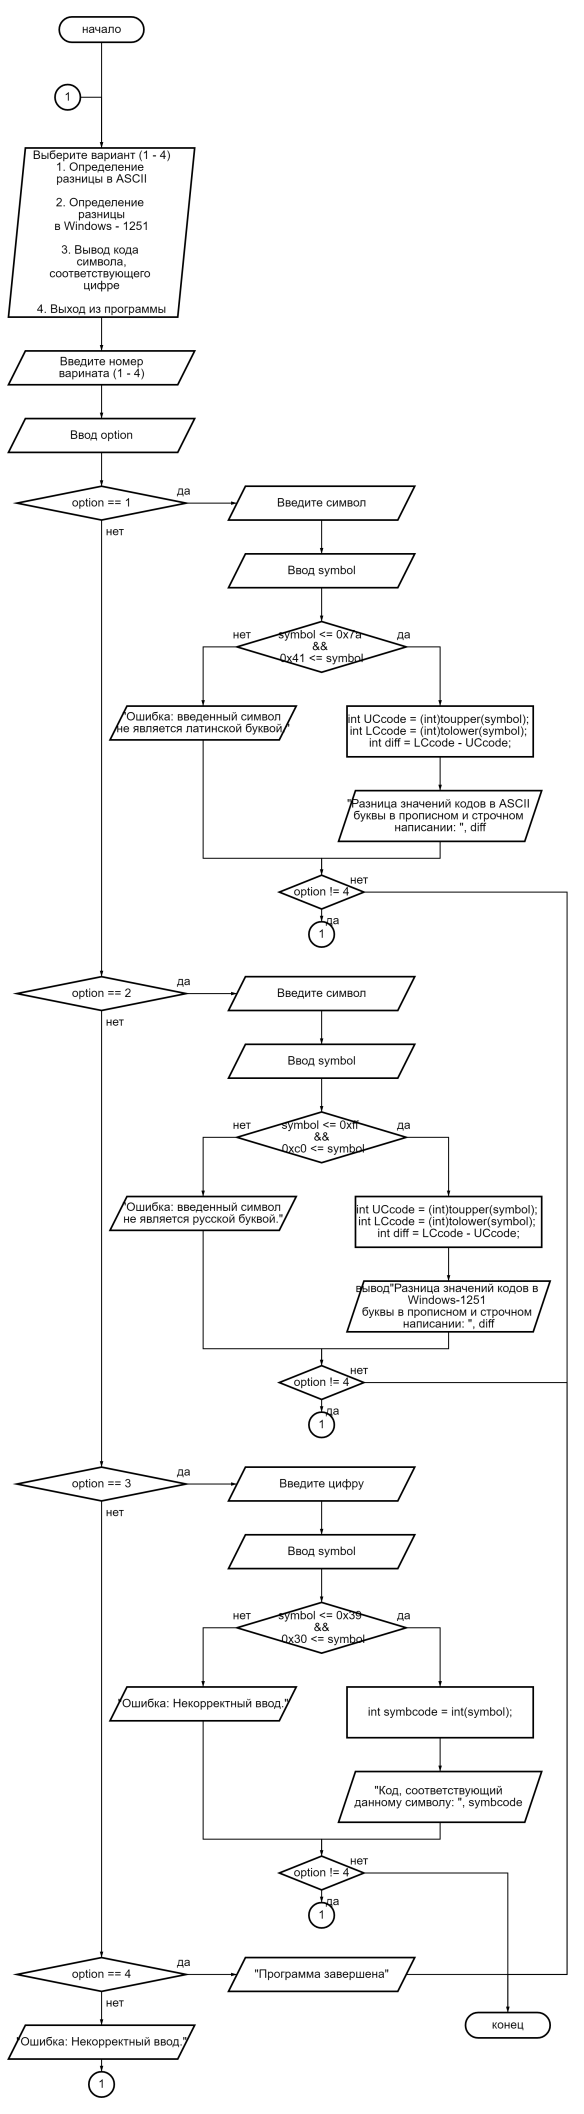 начало
1
Выберите вариант (1 - 4)
1. Определение
разницы в ASCII
2. Определение
разницы
в Windows - 1251
3. Вывод кода
символа,
соответствующего
цифре
4. Выход из программы
Введите номер
варината (1 - 4)
Ввод option
option == 1
да
нет
Введите символ
Ввод symbol
нет
symbol <= 0x7a
&&
0x41 <= symbol
да
"Ошибка: введенный символ
не является латинской буквой."
int UCcode = (int)toupper(symbol);
int LCcode = (int)tolower(symbol);
int diff = LCcode - UCcode;
"Разница значений кодов в ASCII
буквы в прописном и строчном
написании: ", diff
option != 4
нет
да
1
option == 2
да
нет
Введите символ
Ввод symbol
нет
symbol <= 0xff
&&
0xc0 <= symbol
да
"Ошибка: введенный символ
не является русской буквой."
int UCcode = (int)toupper(symbol);
int LCcode = (int)tolower(symbol);
int diff = LCcode - UCcode;
вывод"Разница значений кодов в
Windows-1251
буквы в прописном и строчном
написании: ", diff
option != 4
нет
да
1
option == 3
да
нет
Введите цифру
Ввод symbol
нет
symbol <= 0x39
&&
0x30 <= symbol
да
"Ошибка: Некорректный ввод."
int symbcode = int(symbol);
"Код, соответствующий
данному символу: ", symbcode
option != 4
нет
да
1
option == 4
да
нет
"Программа завершена"
конец
"Ошибка: Некорректный ввод."
1